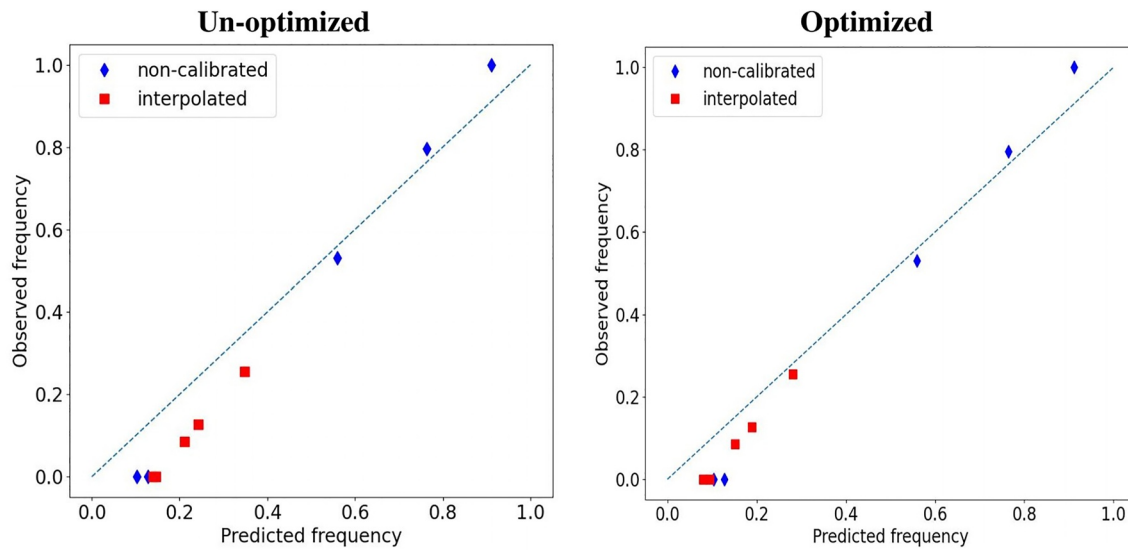 Un-optimized
Optimized
non-calibrated
interpolated
Observed frequency
1.0
0.8
0.6
0.4
0.2
0.0
0.0 0.2 0.4 0.6 0.8 1.0
Predicted frequency
non-calibrated
interpolated
Observed frequency
1.0
0.8
0.6
0.4
0.2
0.0
0.0 0.2 0.4 0.6 0.8 1.0
Predicted frequency